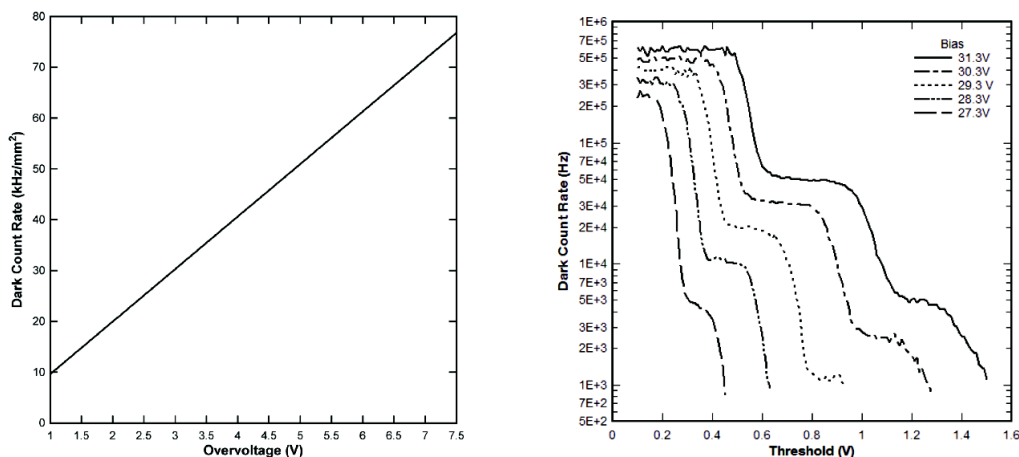 80
70
60
50
40
30
20
10
0
Dark Count Rate (kHz/mm²)
1 1.5 2 2.5 3 3.5 4 4.5 5 5.5 6 6.5 7 7.5
Overvoltage (V)
1E+6
7E+5
5E+5
3E+5
2E+5
1E+5
7E+4
5E+4
3E+4
2E+4
1E+4
7E+3
5E+3
3E+3
2E+3
1E+3
7E+2
5E+2
Dark Count Rate (Hz)
Bias
31.3V
30.3V
29.3 V
28.3V
27.3V
0 0.2 0.4 0.6 0.8 1 1.2 1.4 1.6
Threshold (V)